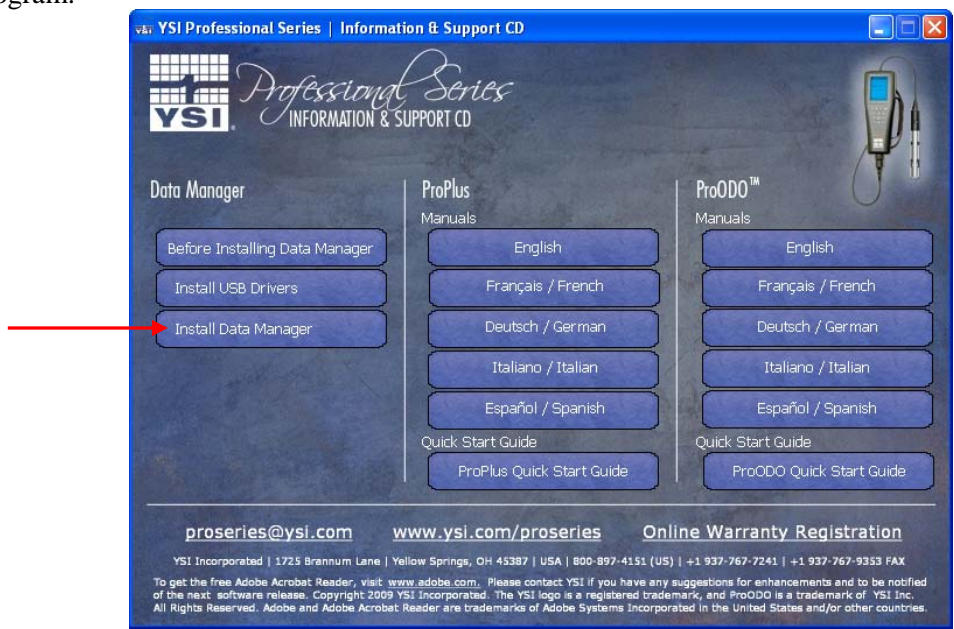 ogram.
YSI Professional Series | Information & Support CD
YSI
Professional Series
INFORMATION & SUPPORT CD
Data Manager
Before Installing Data Manager
Install USB Drivers
Install Data Manager
ProPlus
Manuals
English
Français / French
Deutsch / German
Italiano / Italian
Español / Spanish
Quick Start Guide
ProPlus Quick Start Guide
ProODO™
Manuals
English
Français / French
Deutsch / German
Italiano / Italian
Español / Spanish
Quick Start Guide
ProODO Quick Start Guide
proseries@ysi.com www.ysi.com/proseries Online Warranty Registration
YSI Incorporated | 1725 Brannum Lane | Yellow Springs, OH 45387 | USA | 800-897-4151 (US) | +1 937-767-7241 | +1 937-767-9353 FAX
To get the free Adobe Acrobat Reader, visit www.adobe.com. Please contact YSI if you have any suggestions for enhancements and to be notified
of the next software release. Copyright 2009 YSI Incorporated. The YSI logo is a registered trademark, and ProODO is a trademark of YSI Inc.
All Rights Reserved. Adobe and Adobe Acrobat Reader are trademarks of Adobe Systems Incorporated in the United States and/or other countries.